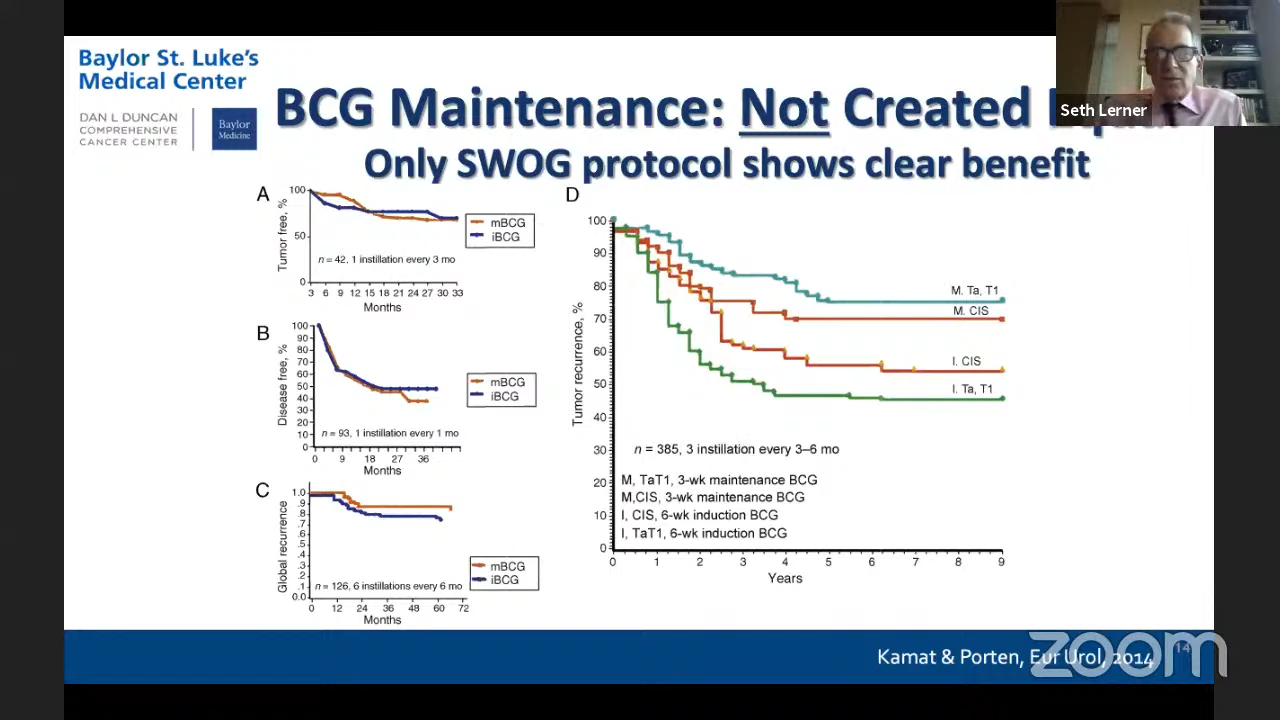 Baylor St. Luke's
Medical Center
DAN L DUNCAN
COMPREHENSIVE
CANCER CENTER
Baylor
Medicine
BCG Maintenance: Not Created
Only SWOG protocol shows clear benefit
Seth Lerner
A
Tumor free, %
100
50
0
mBCG
iBCG
n = 42, 1 instillation every 3 mo
3 6 9 12 15 18 21 24 27 30 33
Months
B
Disease free, %
100
90
80
70
60
50
40
30
20
10
0
mBCG
iBCG
n = 93, 1 instillation every 1 mo
0 9 18 27 36
Months
C
Global recurrence
1.0
.9
.8
.7
.6
.5
.4
.3
.2
.1
0.0
mBCG
iBCG
n = 126, 6 instillations every 6 mo
0 12 24 36 48 60 72
Months
D
Tumor recurrence, %
100
90
80
70
60
50
40
30
20
10
0
M. Ta, T1
M. CIS
I. CIS
I. Ta, T1
n = 385, 3 instillation every 3–6 mo
M, TaT1, 3-wk maintenance BCG
M,CIS, 3-wk maintenance BCG
I, CIS, 6-wk induction BCG
I, TaT1, 6-wk induction BCG
0 1 2 3 4 5 6 7 8 9
Years
Kamat & Porten, Eur Urol, 2014
14
zoom